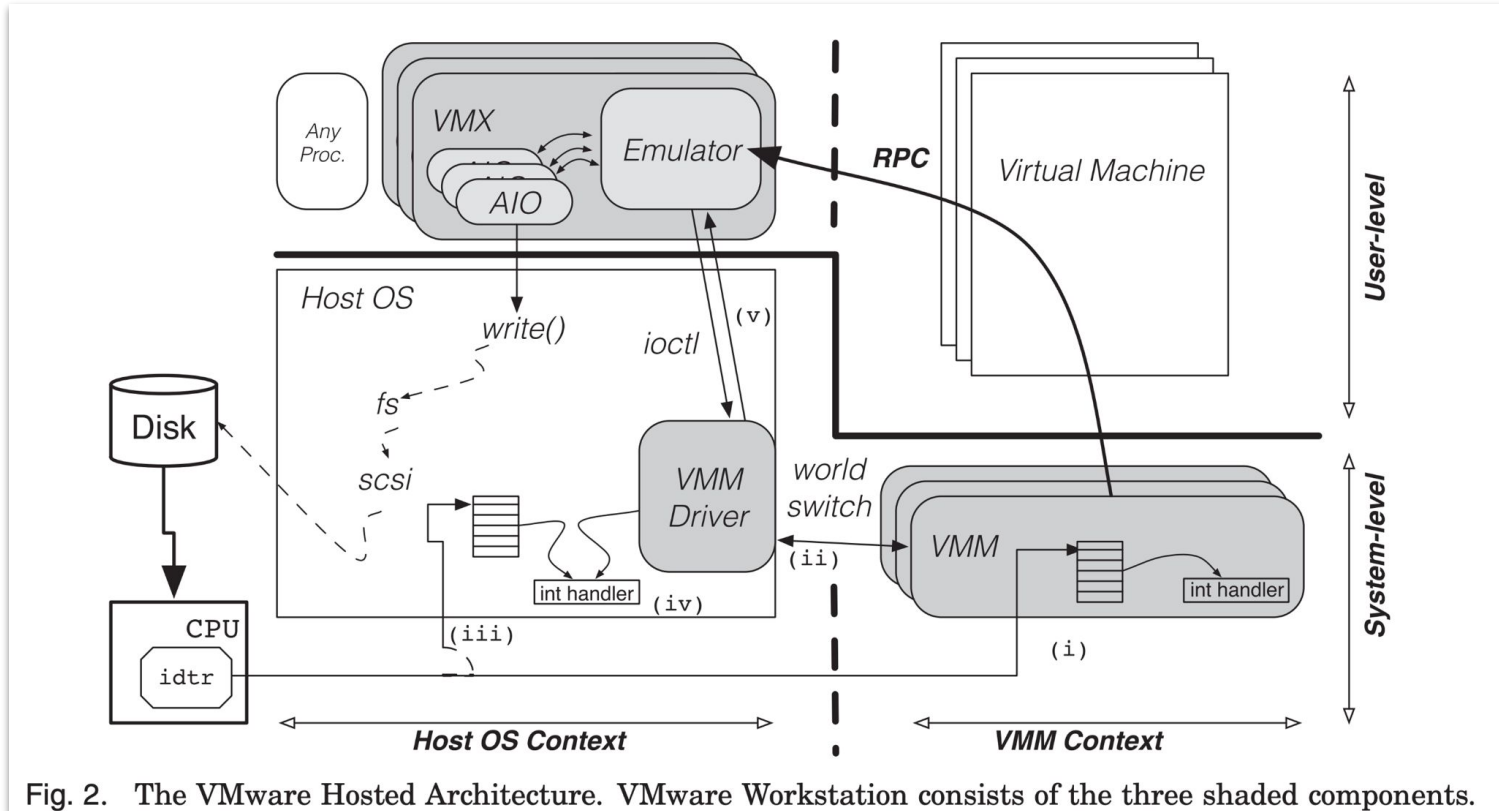 Any
Proc.
VMX
AIO
Emulator
RPC
Virtual Machine
User-level
Host OS
write()
ioctl
(v)
fs
scsi
Disk
VMM
Driver
world
switch
(ii)
VMM
int handler
int handler
(iv)
(iii)
(i)
System-level
CPU
idtr
Host OS Context
VMM Context
Fig. 2. The VMware Hosted Architecture. VMware Workstation consists of the three shaded components.